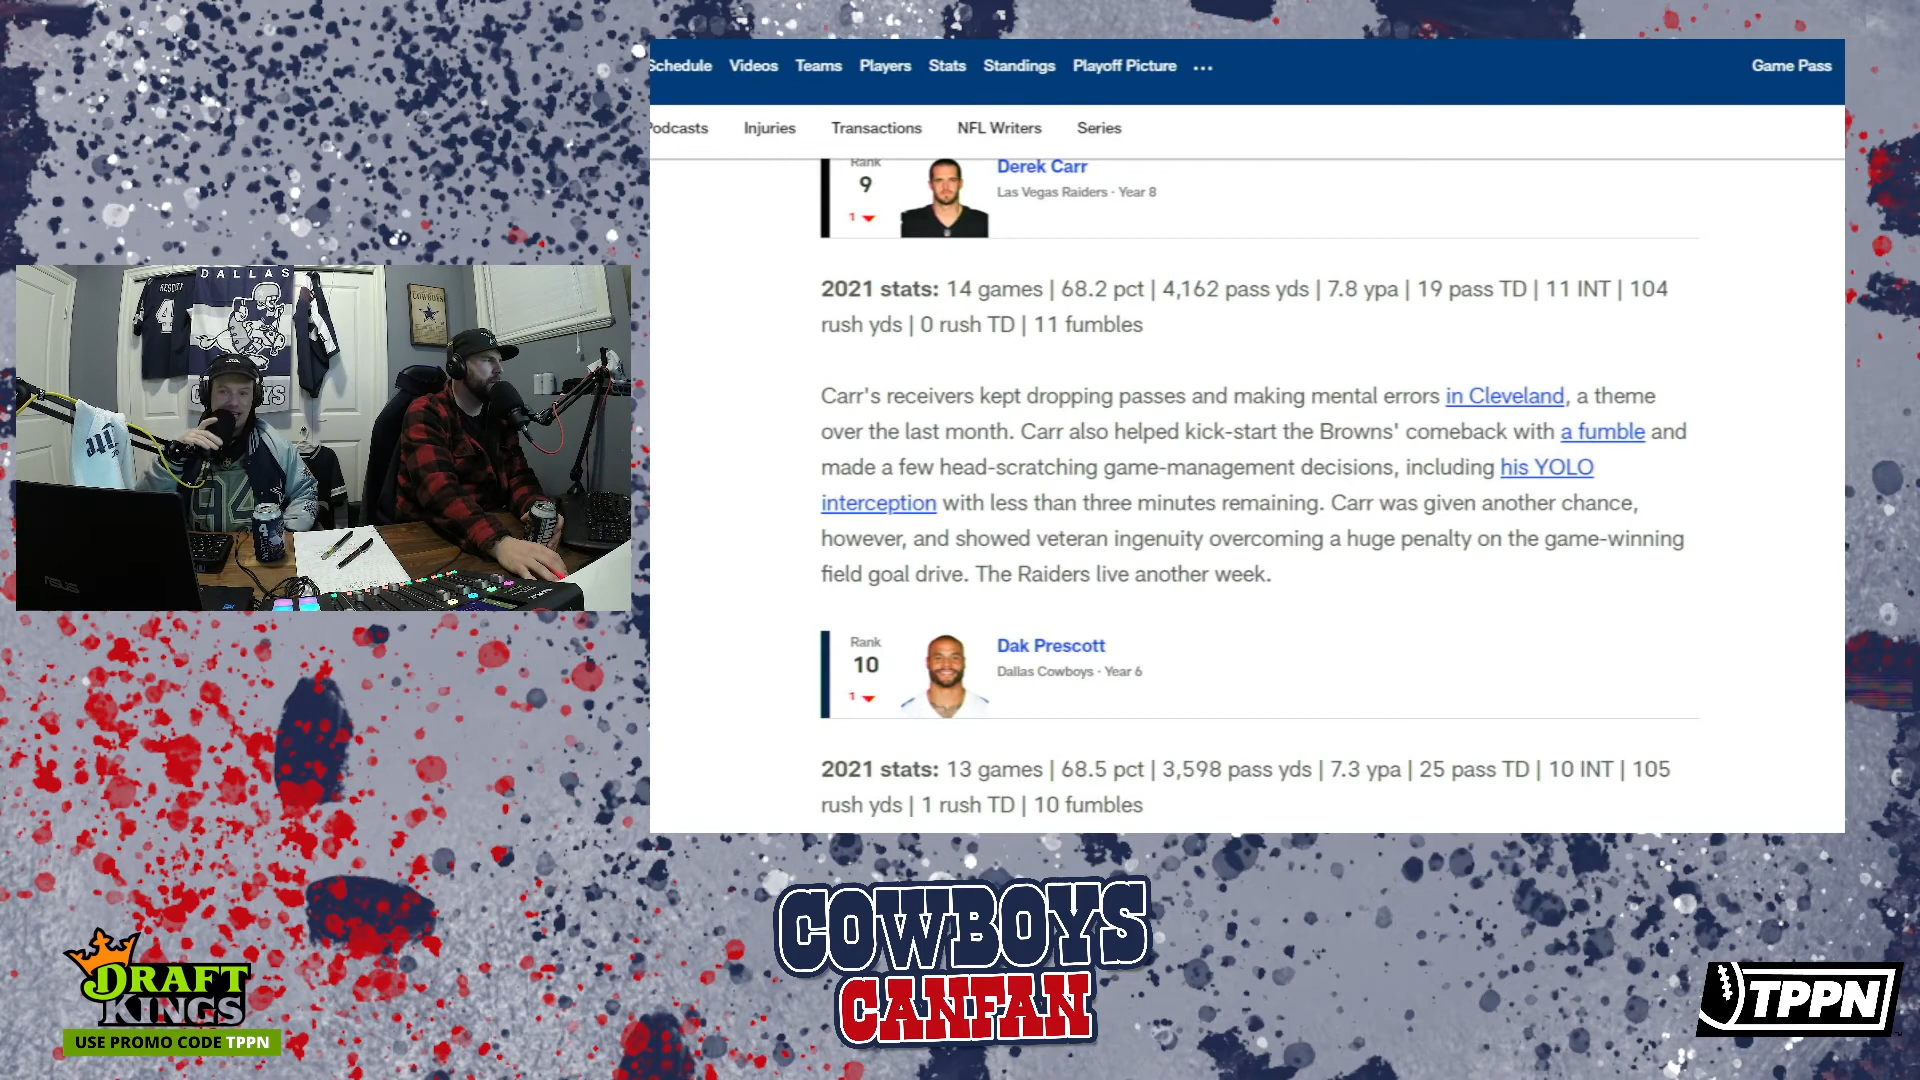 Schedule Videos Teams Players Stats Standings Playoff Picture ... Game Pass
Podcasts Injuries Transactions NFL Writers Series
Rank
9
1
Derek Carr
Las Vegas Raiders · Year 8
2021 stats: 14 games | 68.2 pct | 4,162 pass yds | 7.8 ypa | 19 pass TD | 11 INT | 104
rush yds | 0 rush TD | 11 fumbles
Carr's receivers kept dropping passes and making mental errors in Cleveland, a theme
over the last month. Carr also helped kick-start the Browns' comeback with a fumble and
made a few head-scratching game-management decisions, including his YOLO
interception with less than three minutes remaining. Carr was given another chance,
however, and showed veteran ingenuity overcoming a huge penalty on the game-winning
field goal drive. The Raiders live another week.
Rank
10
1
Dak Prescott
Dallas Cowboys · Year 6
2021 stats: 13 games | 68.5 pct | 3,598 pass yds | 7.3 ypa | 25 pass TD | 10 INT | 105
rush yds | 1 rush TD | 10 fumbles
DALLAS
4
COWBOYS
94
ASUS
DRAFT
KINGS
USE PROMO CODE TPPN
COWBOYS
CANFAN
TPPN